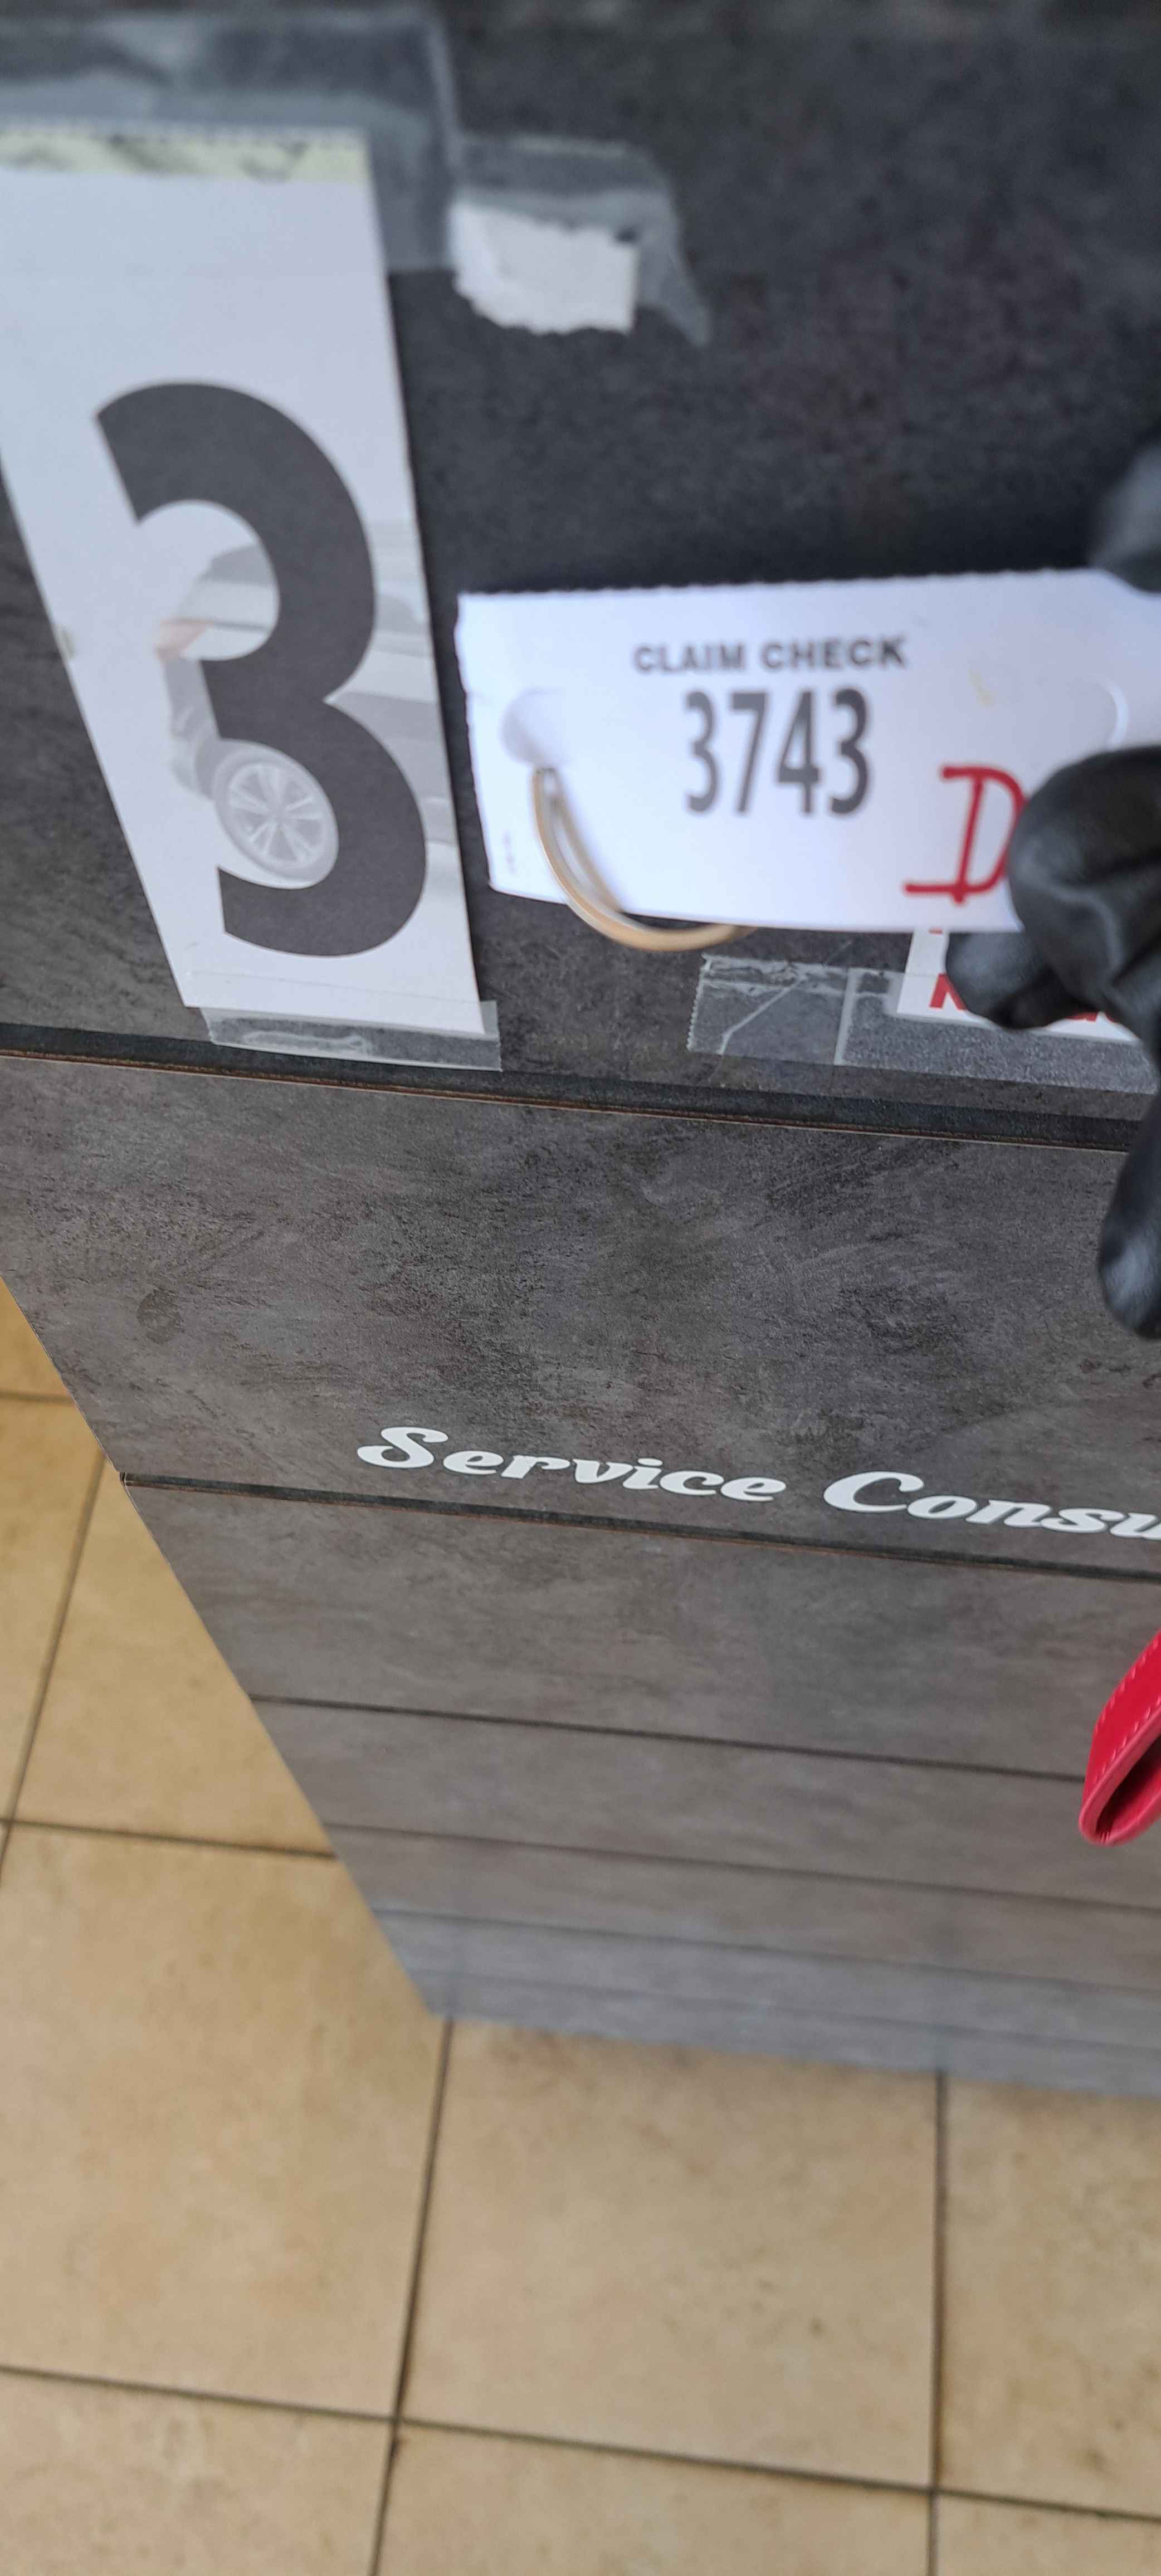 3
CLAIM CHECK
3743
D
Service Consu